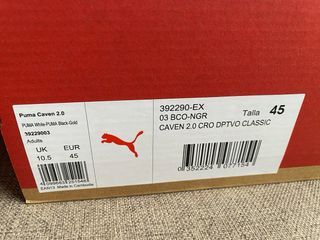 Puma Caven 2.0
PUMA White-PUMA Black-Gold
39229003
Adults
UK EUR
10.5 45
EAN13 Made in Cambodia
392290-EX
03 BCO-NGR Talla 45
CAVEN 2.0 CRO DPTVO CLASSIC